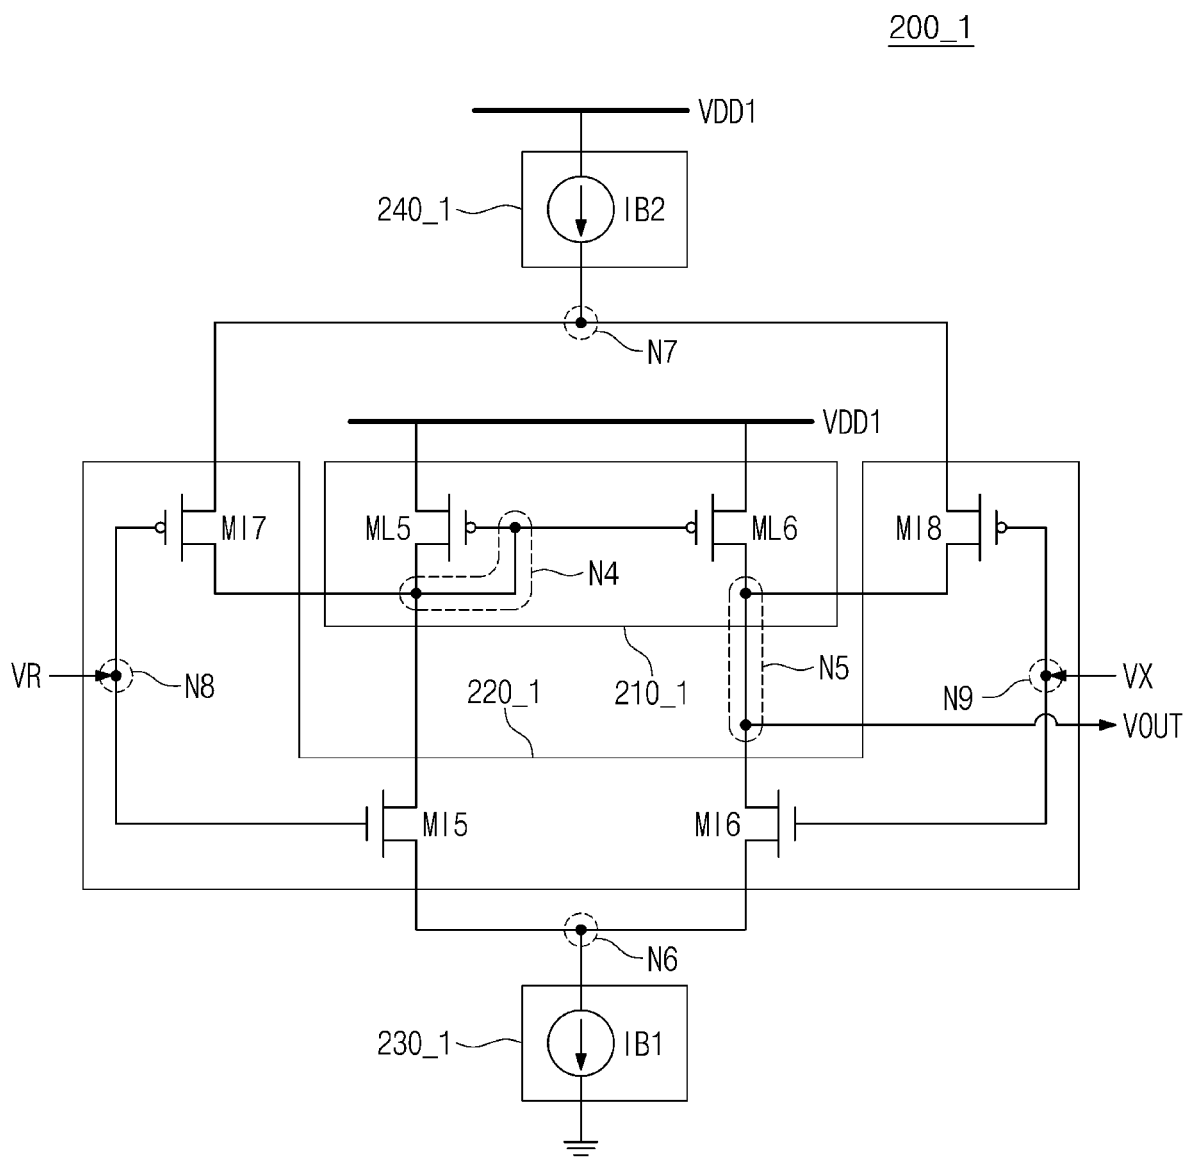 200_1
VDD1
240_1
IB2
N7
VDD1
MI7
ML5
ML6
MI8
N4
VR
N8
220_1
210_1
N5
N9
VX
VOUT
MI5
MI6
N6
230_1
IB1